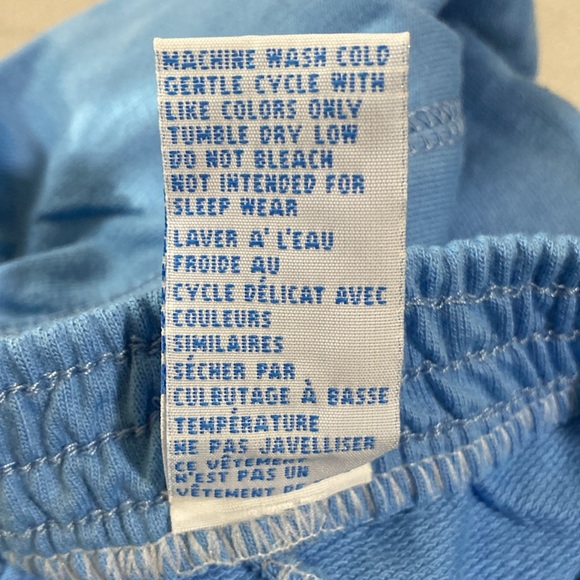 MACHINE WASH COLD
GENTLE CYCLE WITH
LIKE COLORS ONLY
TUMBLE DRY LOW
DO NOT BLEACH
NOT INTENDED FOR
SLEEP WEAR
LAVER A' L'EAU
FROIDE AU
CYCLE DÉLICAT AVEC
COULEURS
SIMILAIRES
SÉCHER PAR
CULBUTAGE À BASSE
TEMPÉRATURE
NE PAS JAVELLISER
CE VÊTEMENT
N'EST PAS UN
VÊTEMENT DE